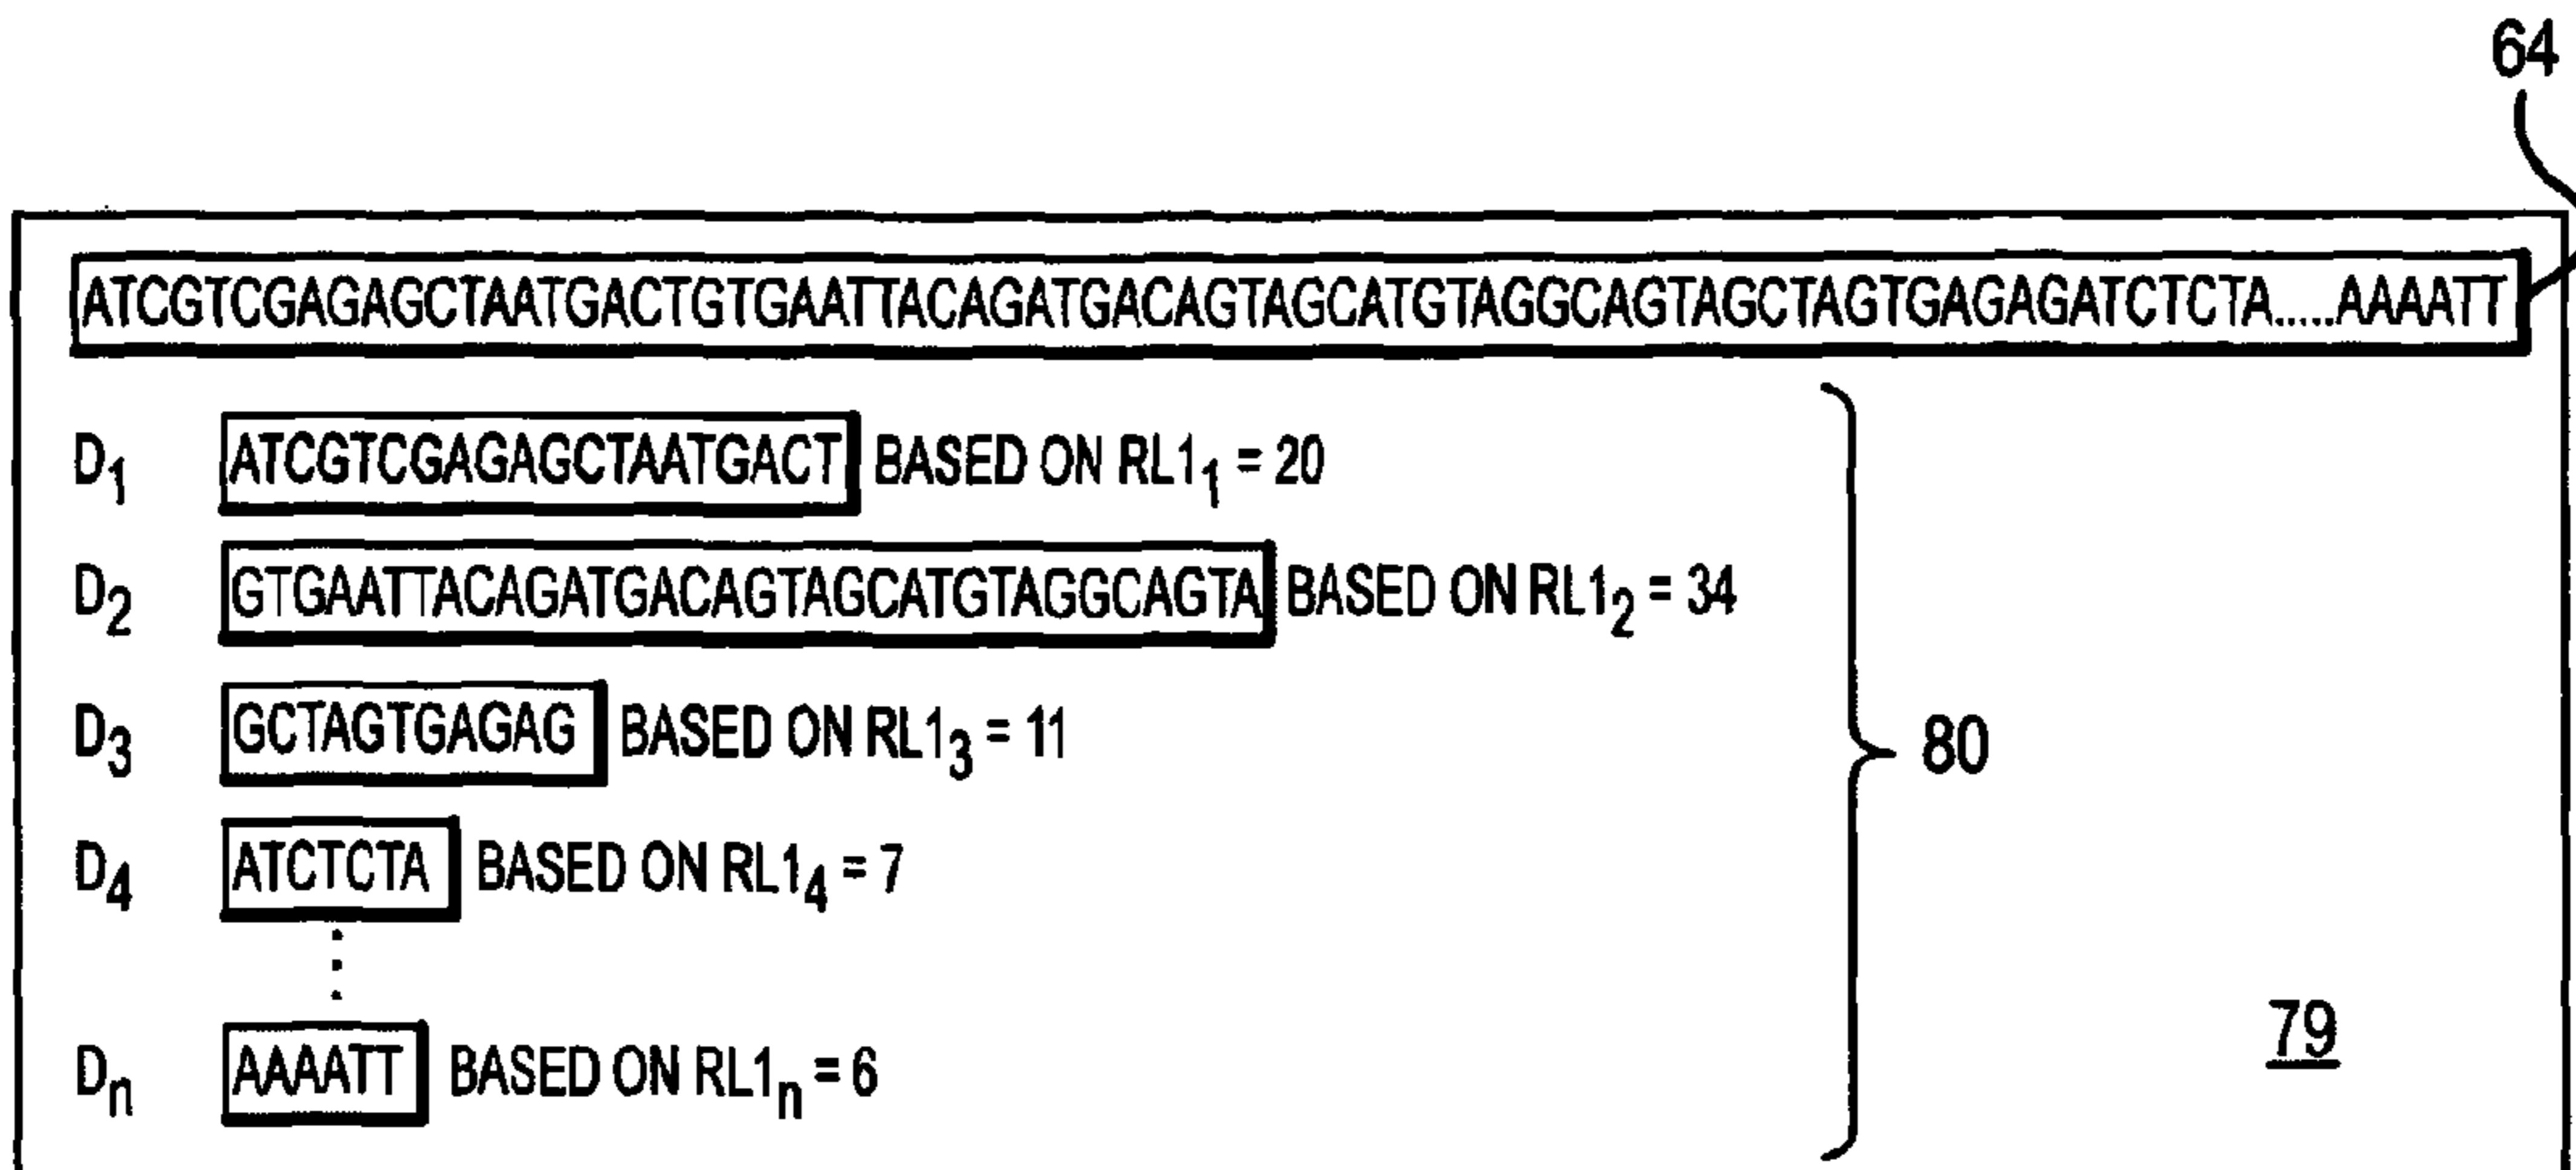 64
ATCGTCGAGAGCTAATGACTGTGAATTACAGATGACAGTAGCATGTAGGCAGTAGCTAGTGAGAGATCTCTA.....AAAATT
D1 ATCGTCGAGAGCTAATGACT BASED ON RL11 = 20
D2 GTGAATTACAGATGACAGTAGCATGTAGGCAGTA BASED ON RL12 = 34
D3 GCTAGTGAGAG BASED ON RL13 = 11
80
D4 ATCTCTA BASED ON RL14 = 7
Dn AAAATT BASED ON RL1n = 6
79